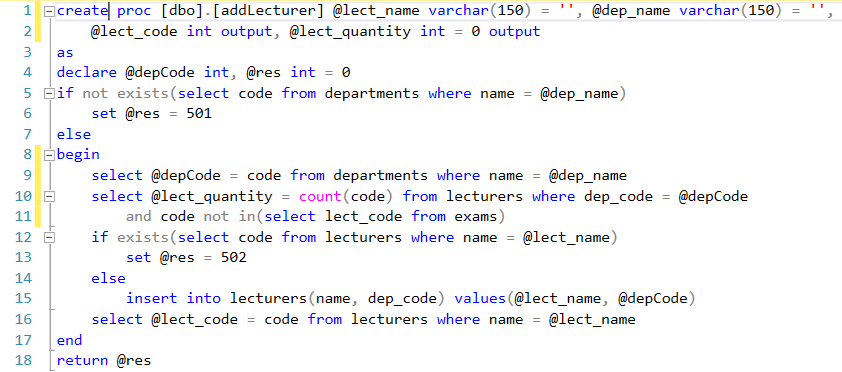 1 create proc [dbo].[addLecturer] @lect_name varchar(150) = '', @dep_name varchar(150) = '',
2 @lect_code int output, @lect_quantity int = 0 output
3 as
4 declare @depCode int, @res int = 0
5 if not exists(select code from departments where name = @dep_name)
6 set @res = 501
7 else
8 begin
9 select @depCode = code from departments where name = @dep_name
10 select @lect_quantity = count(code) from lecturers where dep_code = @depCode
11 and code not in(select lect_code from exams)
12 if exists(select code from lecturers where name = @lect_name)
13 set @res = 502
14 else
15 insert into lecturers(name, dep_code) values(@lect_name, @depCode)
16 select @lect_code = code from lecturers where name = @lect_name
17 end
18 return @res